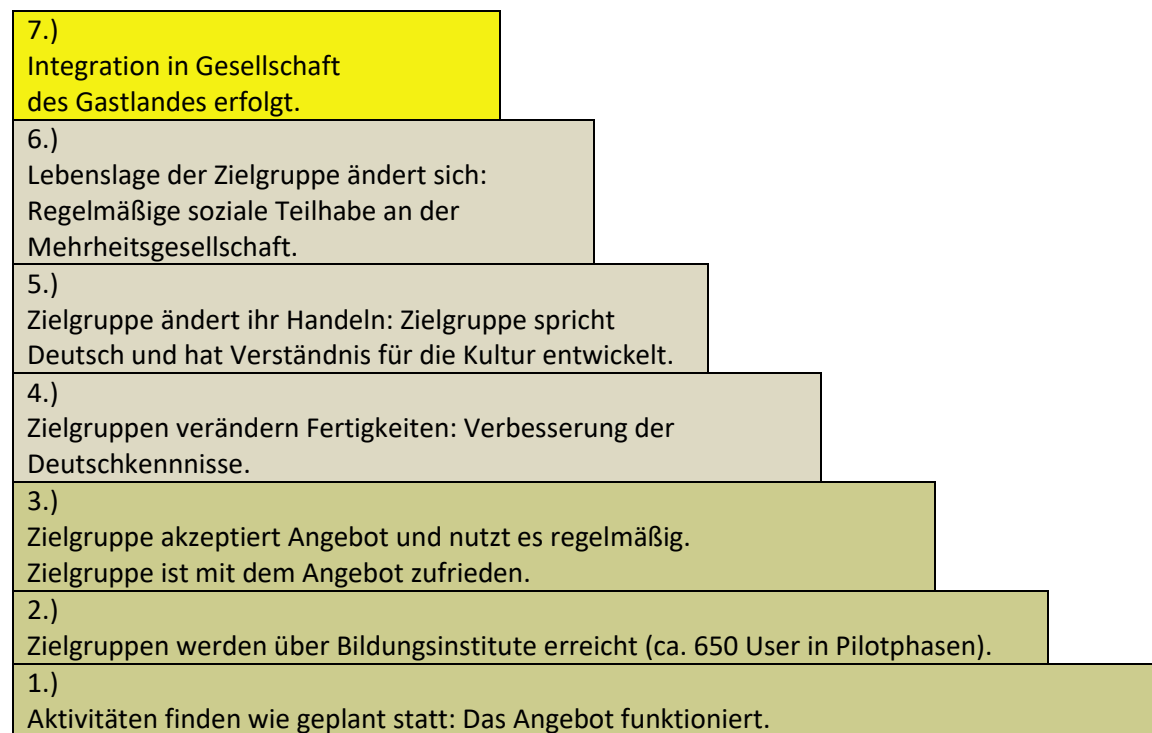 7.)
Integration in Gesellschaft
des Gastlandes erfolgt.
6.)
Lebenslage der Zielgruppe ändert sich:
Regelmäßige soziale Teilhabe an der
Mehrheitsgesellschaft.
5.)
Zielgruppe ändert ihr Handeln: Zielgruppe spricht
Deutsch und hat Verständnis für die Kultur entwickelt.
4.)
Zielgruppen verändern Fertigkeiten: Verbesserung der
Deutschkennnisse.
3.)
Zielgruppe akzeptiert Angebot und nutzt es regelmäßig.
Zielgruppe ist mit dem Angebot zufrieden.
2.)
Zielgruppen werden über Bildungsinstitute erreicht (ca. 650 User in Pilotphasen).
1.)
Aktivitäten finden wie geplant statt: Das Angebot funktioniert.